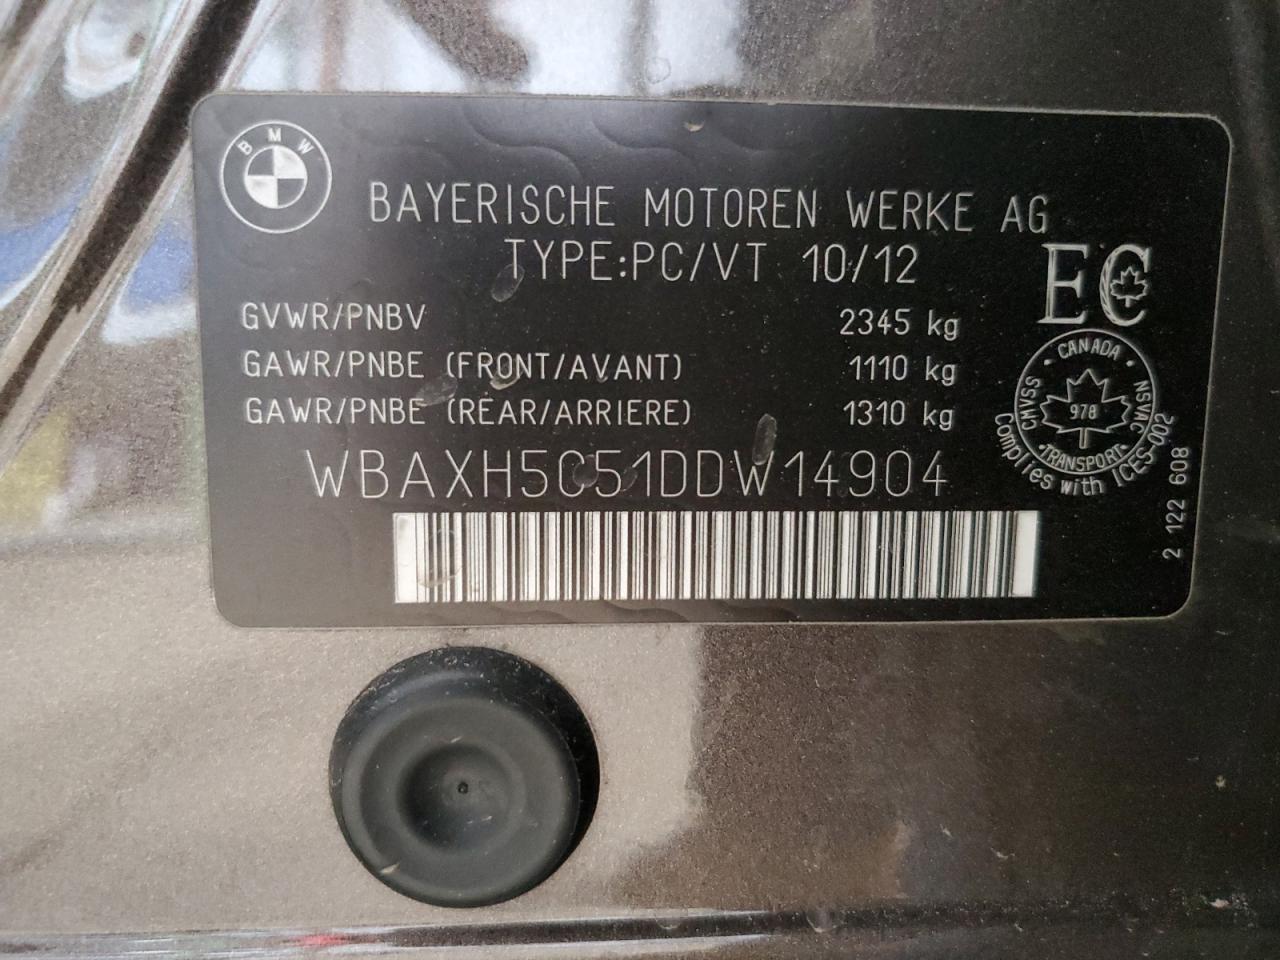 BMW
BAYERISCHE MOTOREN WERKE AG
TYPE:PC/VT 10/12
EC
GVWR/PNBV 2345 kg
GAWR/PNBE (FRONT/AVANT) 1110 kg
GAWR/PNBE (REAR/ARRIERE) 1310 kg
WBAXH5C51DDW14904
CANADA
CMVSS NSVAC
978
TRANSPORT
Complies with ICES-002
2 122 608